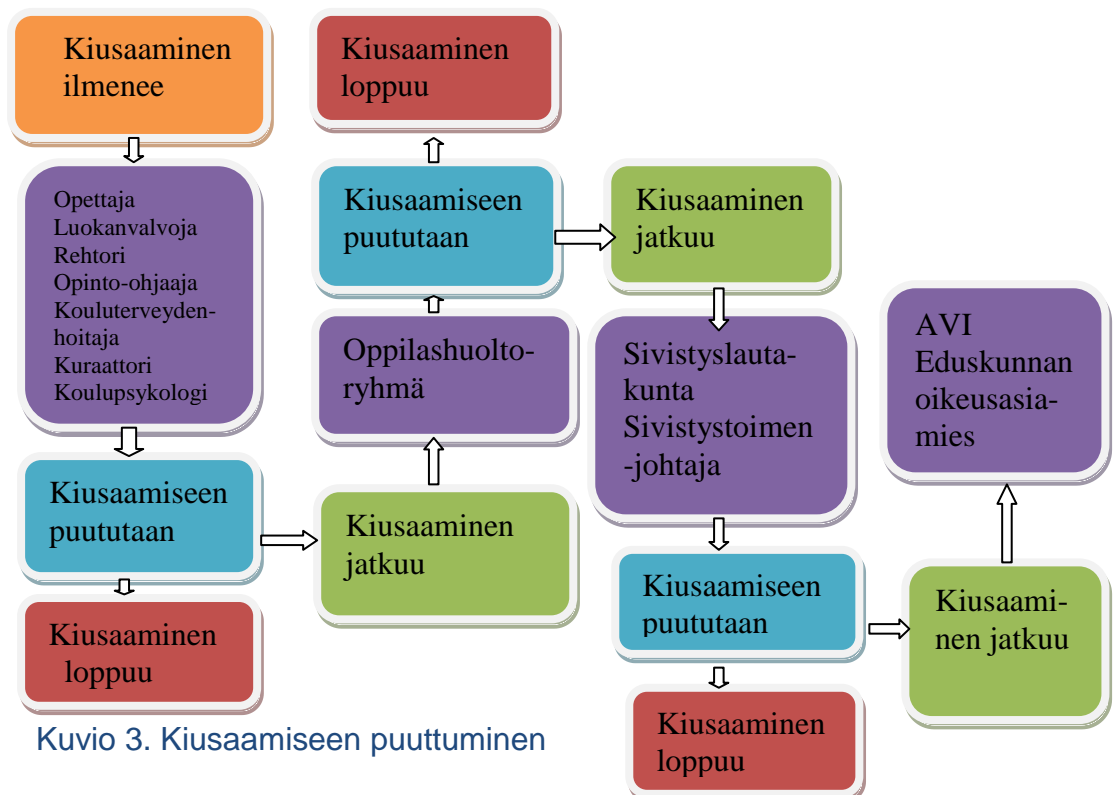 Kiusaaminen
ilmenee
Opettaja
Luokanvalvoja
Rehtori
Opinto-ohjaaja
Kouluterveyden-
hoitaja
Kuraattori
Koulupsykologi
Kiusaamiseen
puututaan
Kiusaaminen
loppuu
Kiusaaminen
jatkuu
Oppilashuolto-
ryhmä
Kiusaamiseen
puututaan
Kiusaaminen
loppuu
Kiusaaminen
jatkuu
Sivistyslauta-
kunta
Sivistystoimen
-johtaja
Kiusaamiseen
puututaan
Kiusaaminen
loppuu
Kiusaami-
nen jatkuu
AVI
Eduskunnan
oikeusasia-
mies
Kuvio 3. Kiusaamiseen puuttuminen